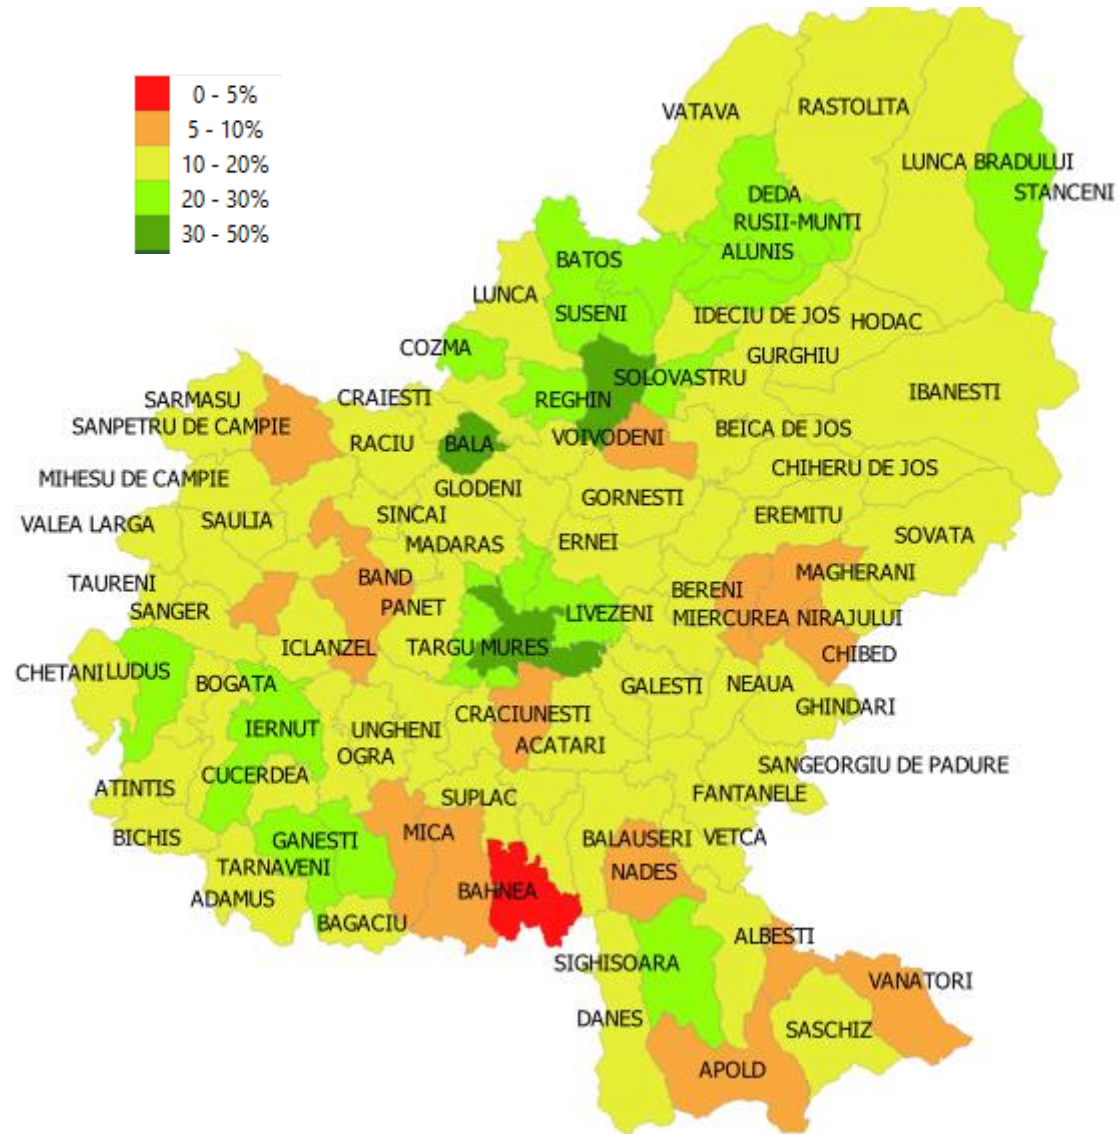 0 - 5%
5 - 10%
10 - 20%
20 - 30%
30 - 50%
VATAVA
RASTOLITA
LUNCA BRADULUI
STANCENI
DEDA
RUSII-MUNTI
ALUNIS
BATOS
LUNCA
SUSENI
IDECIU DE JOS
HODAC
COZMA
GURGHIU
SOLOVASTRU
IBANESTI
SARMASU
CRAIESTI
REGHIN
SANPETRU DE CAMPIE
RACIU
BALA
VOIVODENI
BEICA DE JOS
MIHESU DE CAMPIE
GLODENI
GORNESTI
CHIHERU DE JOS
VALEA LARGA
SAULIA
SINCAI
EREMITU
MADARAS
ERNEI
SOVATA
TAURENI
BAND
MAGHERANI
SANGER
PANET
BERENI
LIVEZENI
MIERCUREA NIRAJULUI
ICLANZEL
TARGU MURES
CHIBED
CHETANI
LUDUS
BOGATA
GALESTI
NEAUA
GHINDARI
IERNUT
UNGHENI
CRACIUNESTI
OGRA
ACATARI
CUCERDEA
SANGEORGIU DE PADURE
ATINTIS
SUPLAC
FANTANELE
BICHIS
GANESTI
MICA
BALAUSERI
VETCA
TARNAVENI
NADES
ADAMUS
BAHNEA
BAGACIU
ALBESTI
SIGHISOARA
VANATORI
DANES
SASCHIZ
APOLD